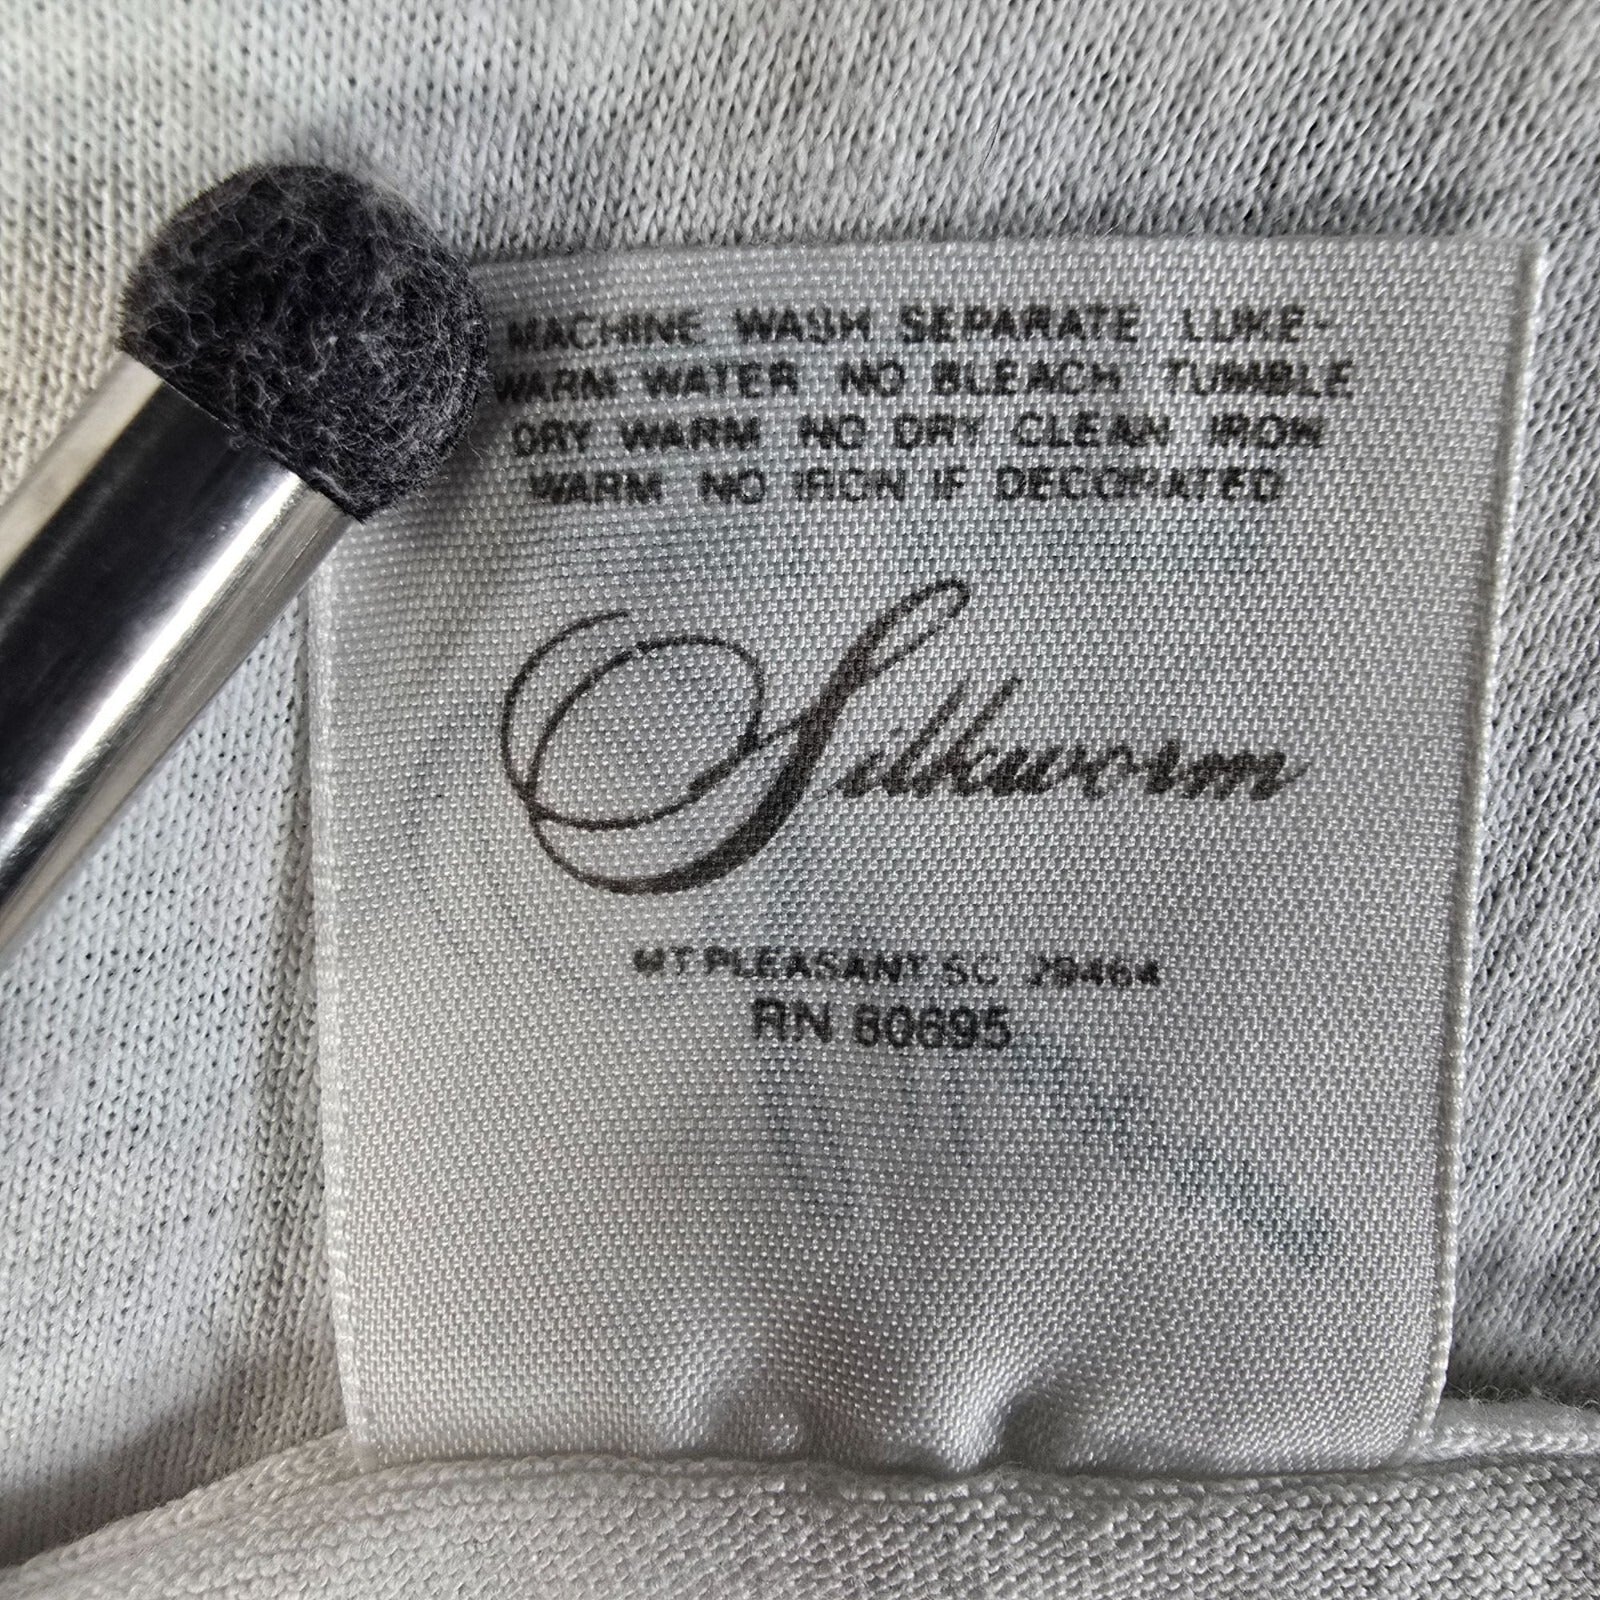 MACHINE WASH SEPARATE LUKE-
WARM WATER NO BLEACH TUMBLE
DRY WARM NO DRY CLEAN IRON
WARM NO IRON IF DECORATED
Silkworm
MT PLEASANT SC 29464
RN 60695